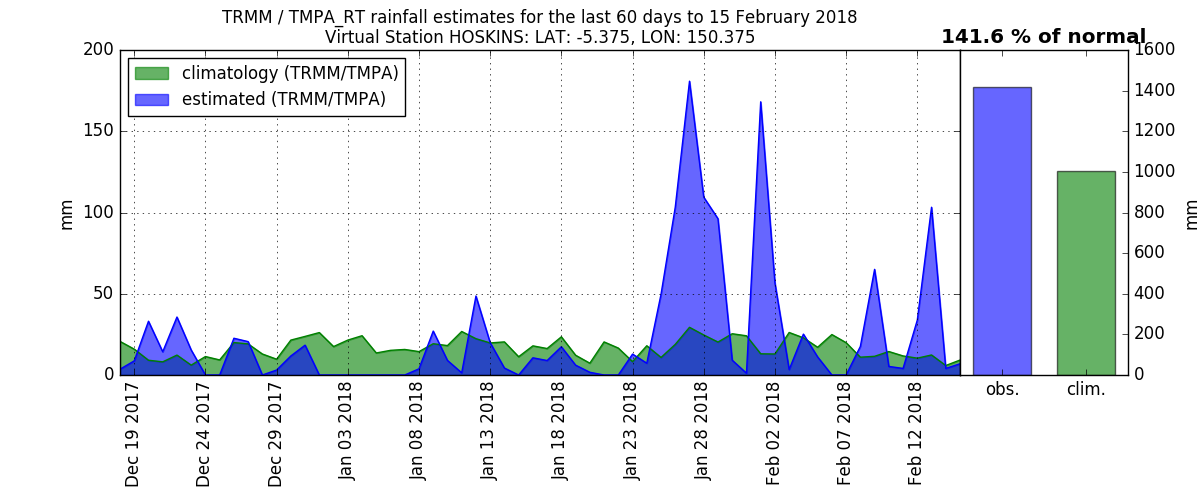 TRMM / TMPA_RT rainfall estimates for the last 60 days to 15 February 2018
Virtual Station HOSKINS: LAT: -5.375, LON: 150.375
141.6 % of normal
climatology (TRMM/TMPA)
estimated (TRMM/TMPA)
200
150
100
50
0
mm
Dec 19 2017
Dec 24 2017
Dec 29 2017
Jan 03 2018
Jan 08 2018
Jan 13 2018
Jan 18 2018
Jan 23 2018
Jan 28 2018
Feb 02 2018
Feb 07 2018
Feb 12 2018
obs.
clim.
1600
1400
1200
1000
800
600
400
200
0
mm